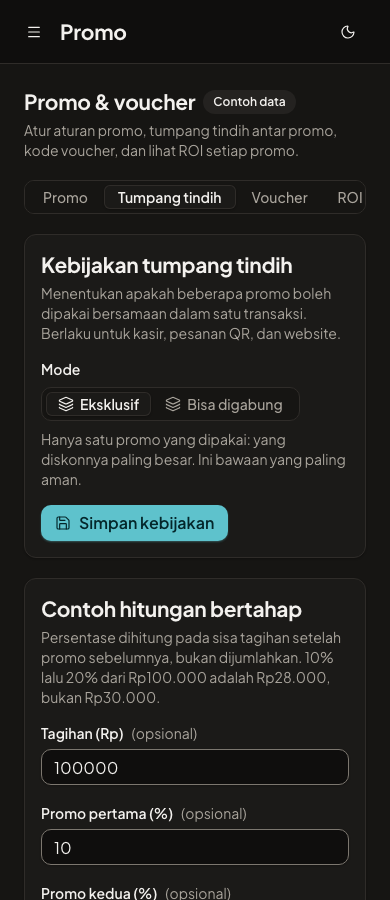 Promo
Promo & voucher
Contoh data
Atur aturan promo, tumpang tindih antar promo,
kode voucher, dan lihat ROI setiap promo.
Promo
Tumpang tindih
Voucher
ROI
Kebijakan tumpang tindih
Menentukan apakah beberapa promo boleh
dipakai bersamaan dalam satu transaksi.
Berlaku untuk kasir, pesanan QR, dan website.
Mode
Eksklusif
Bisa digabung
Hanya satu promo yang dipakai: yang
diskonnya paling besar. Ini bawaan yang paling
aman.
Simpan kebijakan
Contoh hitungan bertahap
Persentase dihitung pada sisa tagihan setelah
promo sebelumnya, bukan dijumlahkan. 10%
lalu 20% dari Rp100.000 adalah Rp28.000,
bukan Rp30.000.
Tagihan (Rp) (opsional)
100000
Promo pertama (%) (opsional)
10
Promo kedua (%) (opsional)